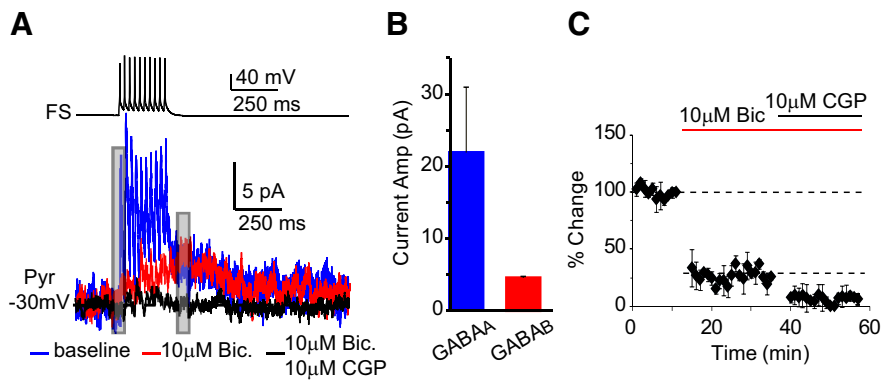 A
FS
40 mV
250 ms
5 pA
250 ms
Pyr
-30mV
baseline
10μM Bic.
10μM Bic.
10μM CGP
B
Current Amp (pA)
30
20
10
0
GABAA
GABAB
C
10μM CGP
10μM Bic
% Change
150
100
50
0
0
20
40
60
Time (min)